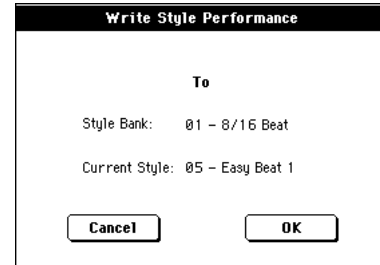 Write Style Performance
To
Style Bank: 01 - 8/16 Beat
Current Style: 05 - Easy Beat 1
Cancel OK